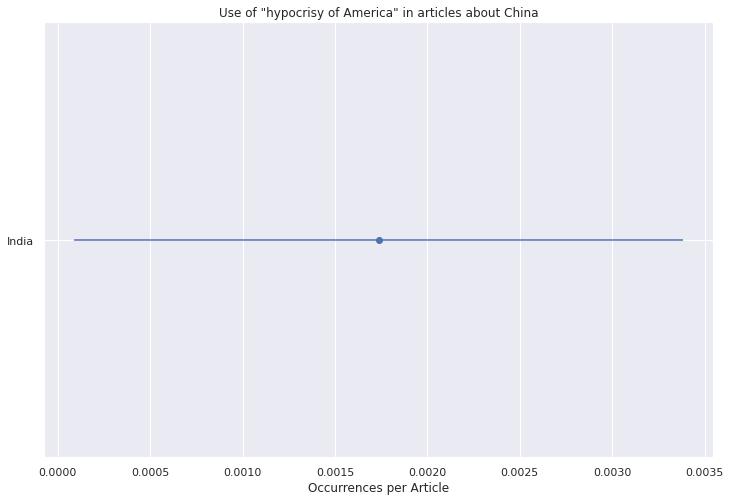 Use of "hypocrisy of America" in articles about China
India
0.0000 0.0005 0.0010 0.0015 0.0020 0.0025 0.0030 0.0035
Occurrences per Article